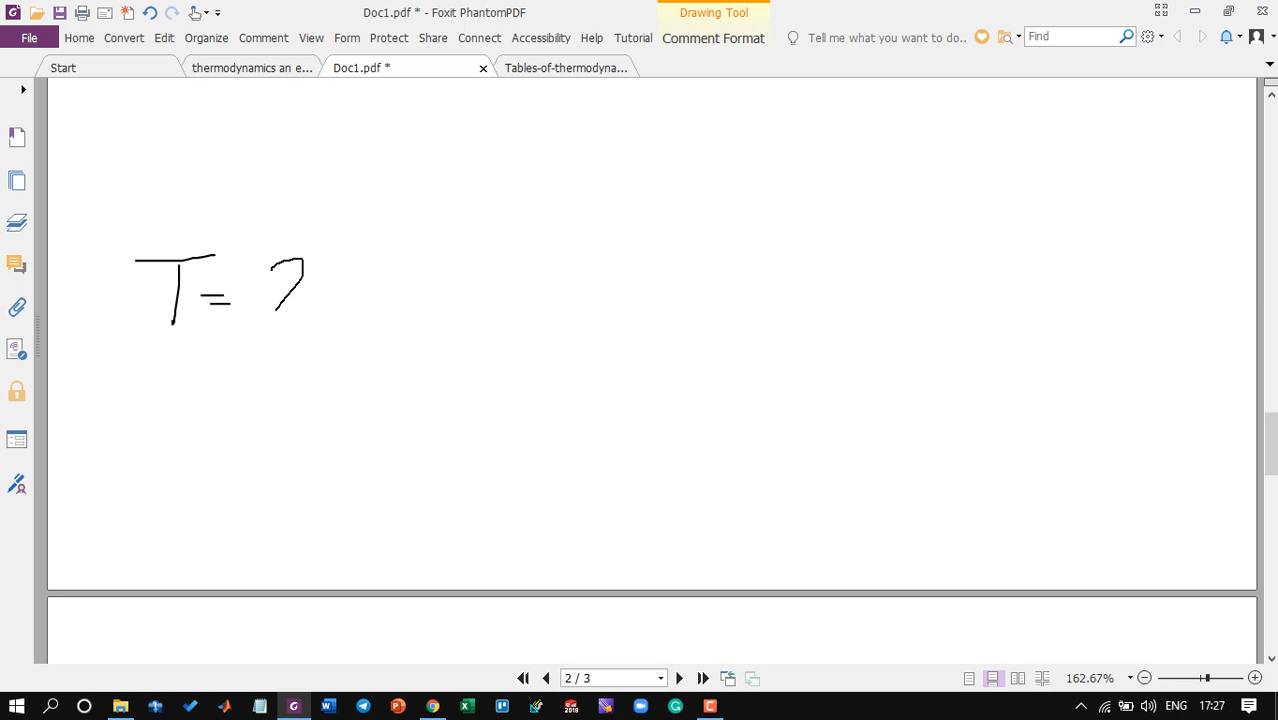 Doc1.pdf * - Foxit PhantomPDF
Drawing Tool
File Home Convert Edit Organize Comment View Form Protect Share Connect Accessibility Help Tutorial Comment Format Tell me what you want to do.. Find
Start thermodynamics an e... Doc1.pdf * Tables-of-thermodyna...
T= ?
2 / 3
162.67%
ENG 17:27